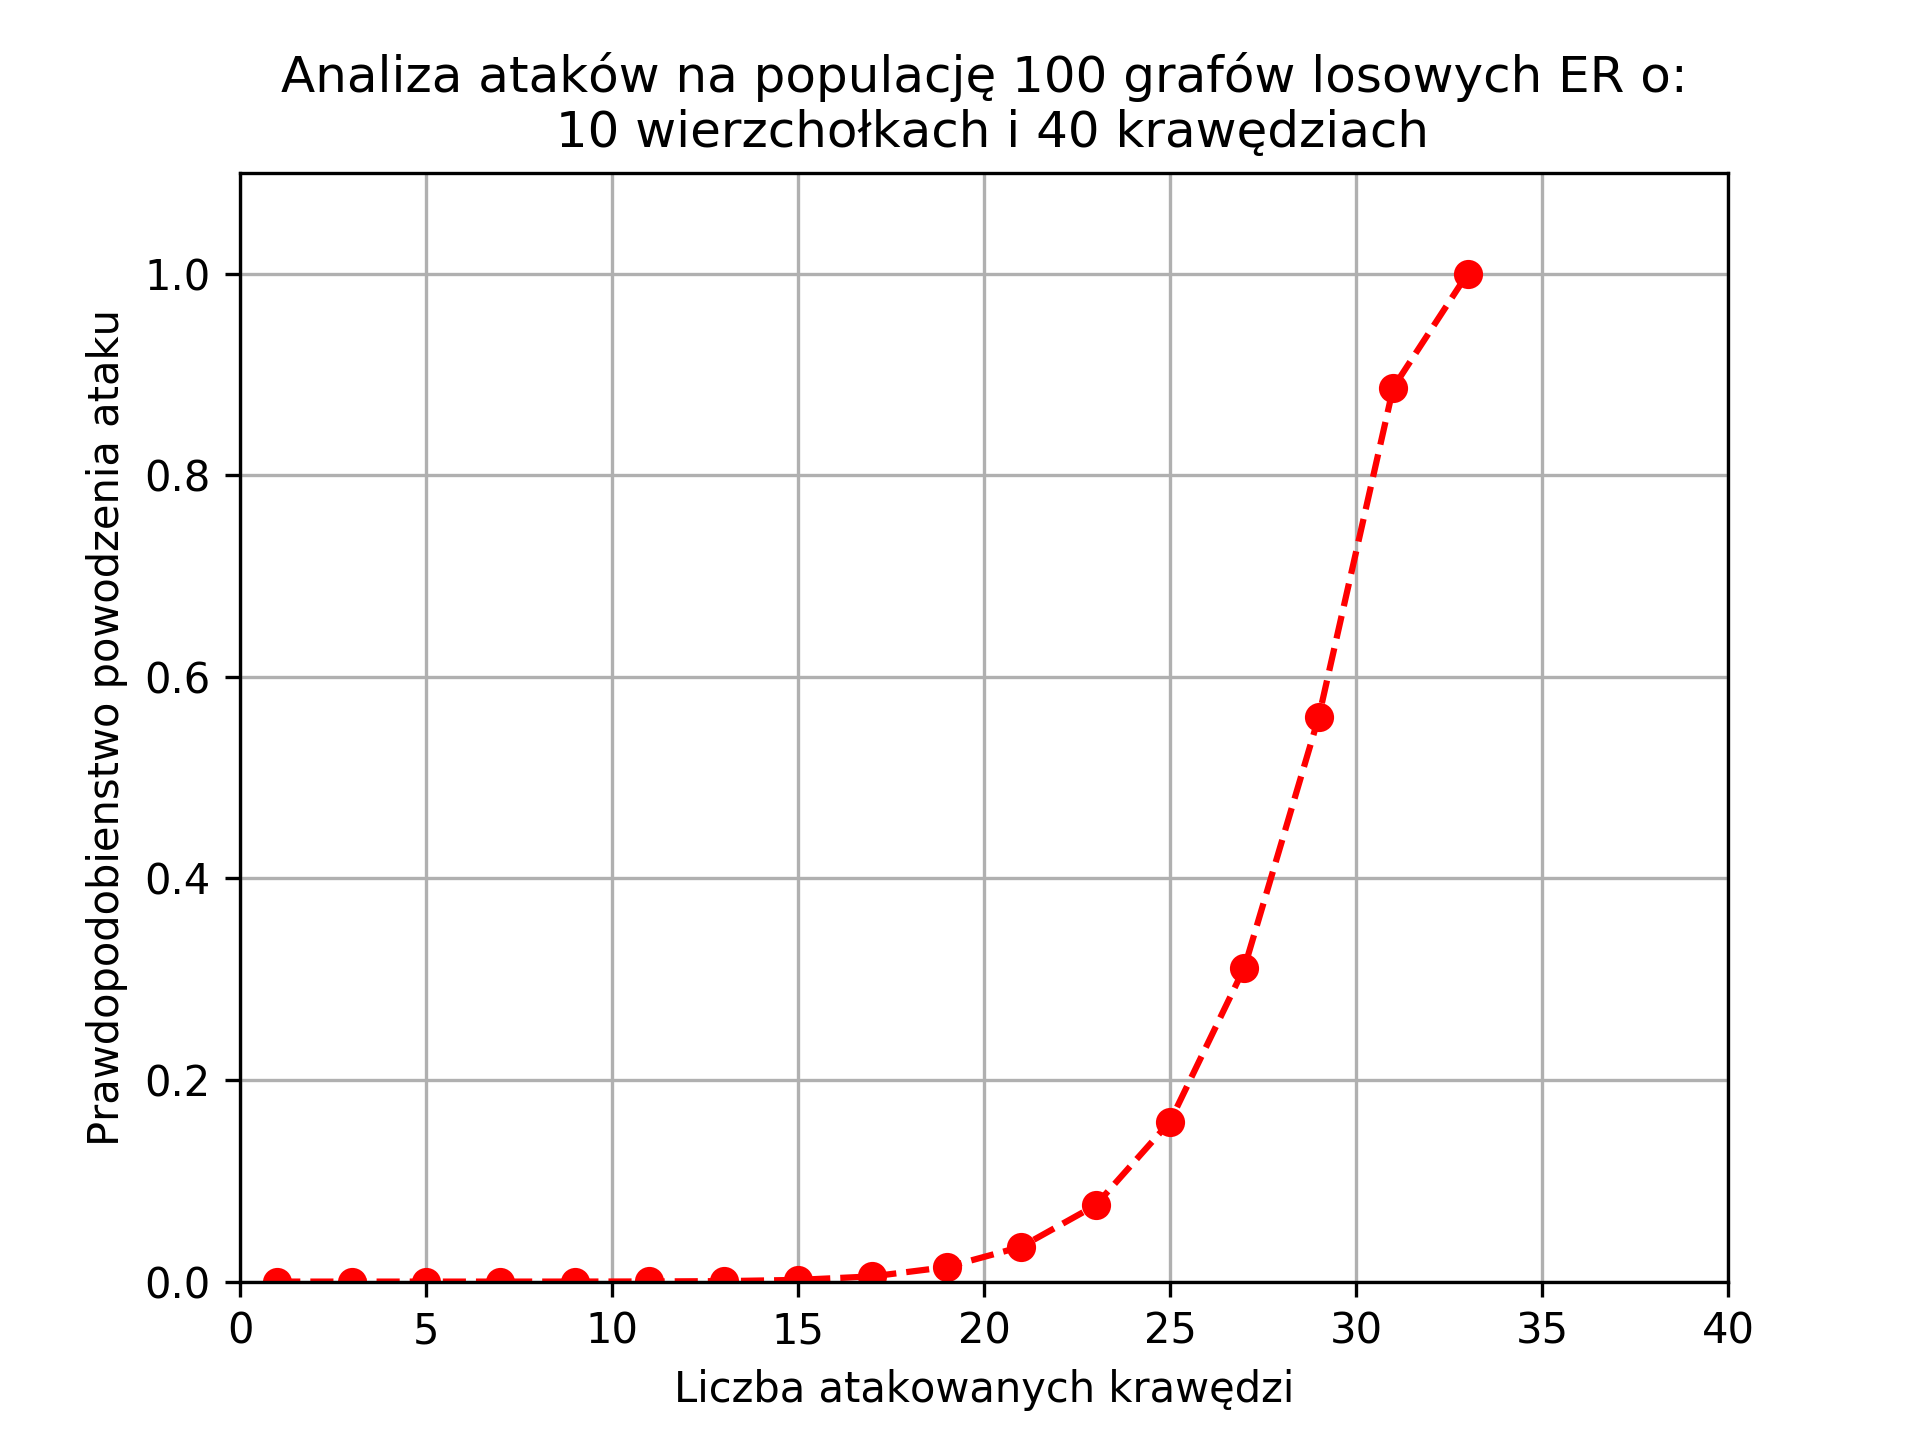 Analiza ataków na populację 100 grafów losowych ER o:
10 wierzchołkach i 40 krawędziach
Prawdopodobienstwo powodzenia ataku
1.0
0.8
0.6
0.4
0.2
0.0
0 5 10 15 20 25 30 35 40
Liczba atakowanych krawędzi